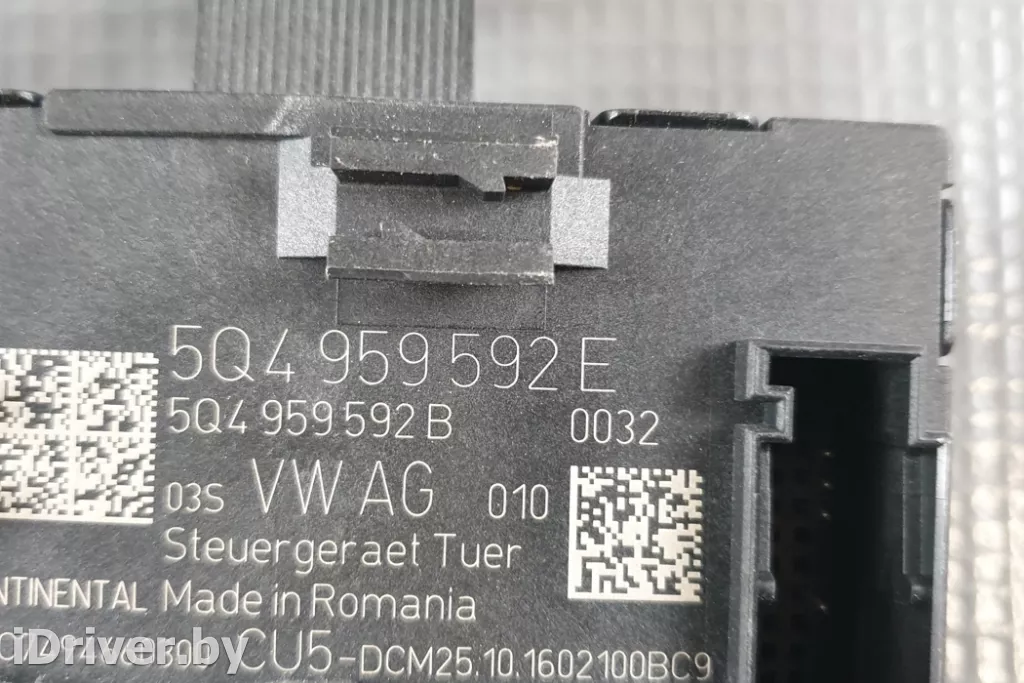 5Q4 959 592 E
5Q4 959 592 B 0032
03S VW AG 010
Steuergeraet Tuer
NTINENTAL Made in Romania
iDriver.by CU5-DCM25.10.1602100BC9